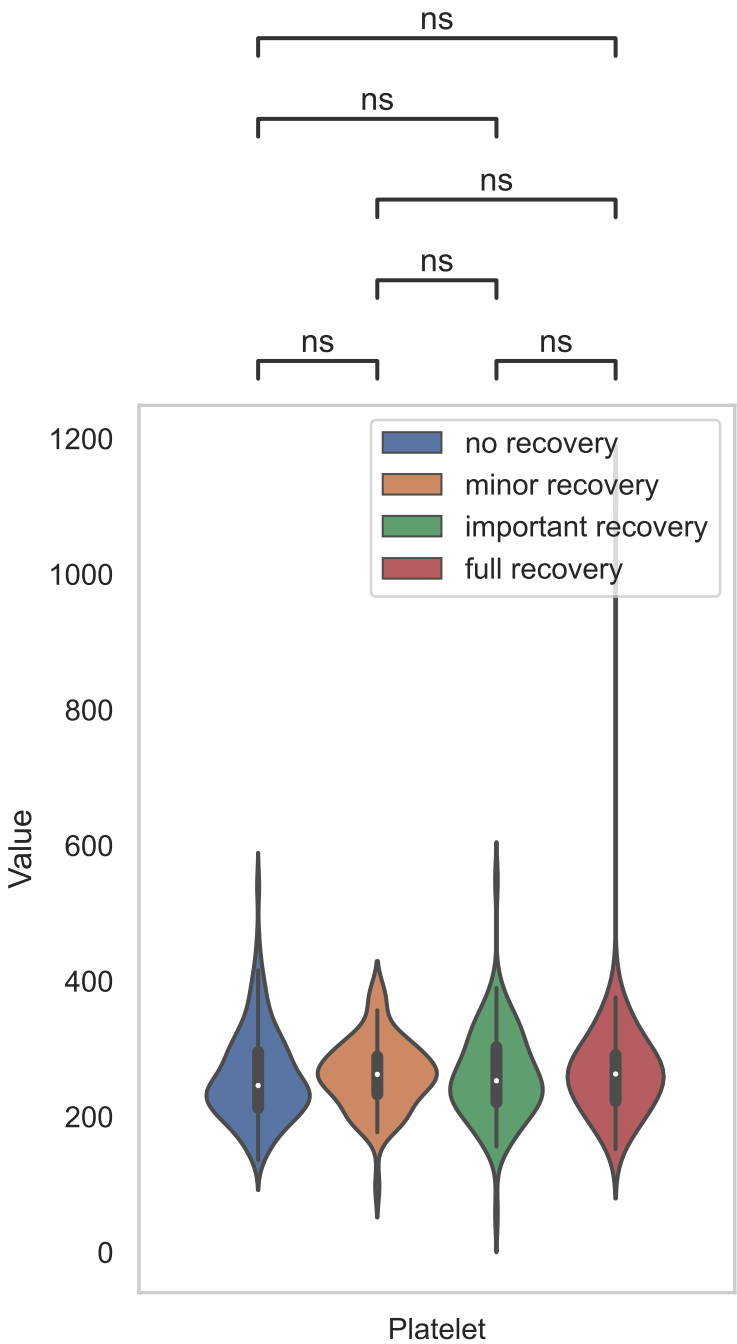 ns
ns
ns
ns
ns ns
1200
1000
800
600
400
200
0
Value
no recovery
minor recovery
important recovery
full recovery
Platelet